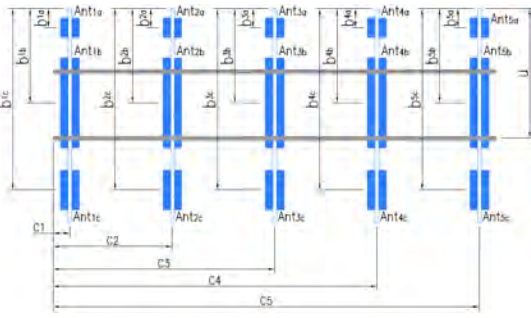 Ant1a Ant2a Ant3a Ant4a Ant5a
b1a b2a b3a b4a b5a
Ant1b Ant2b Ant3b Ant4b Ant5b
b1b b2b b3b b4b b5b
b1c b2c b3c b4c b5c
Ant1c Ant2c Ant3c Ant4c Ant5c
C1
C2
C3
C4
C5